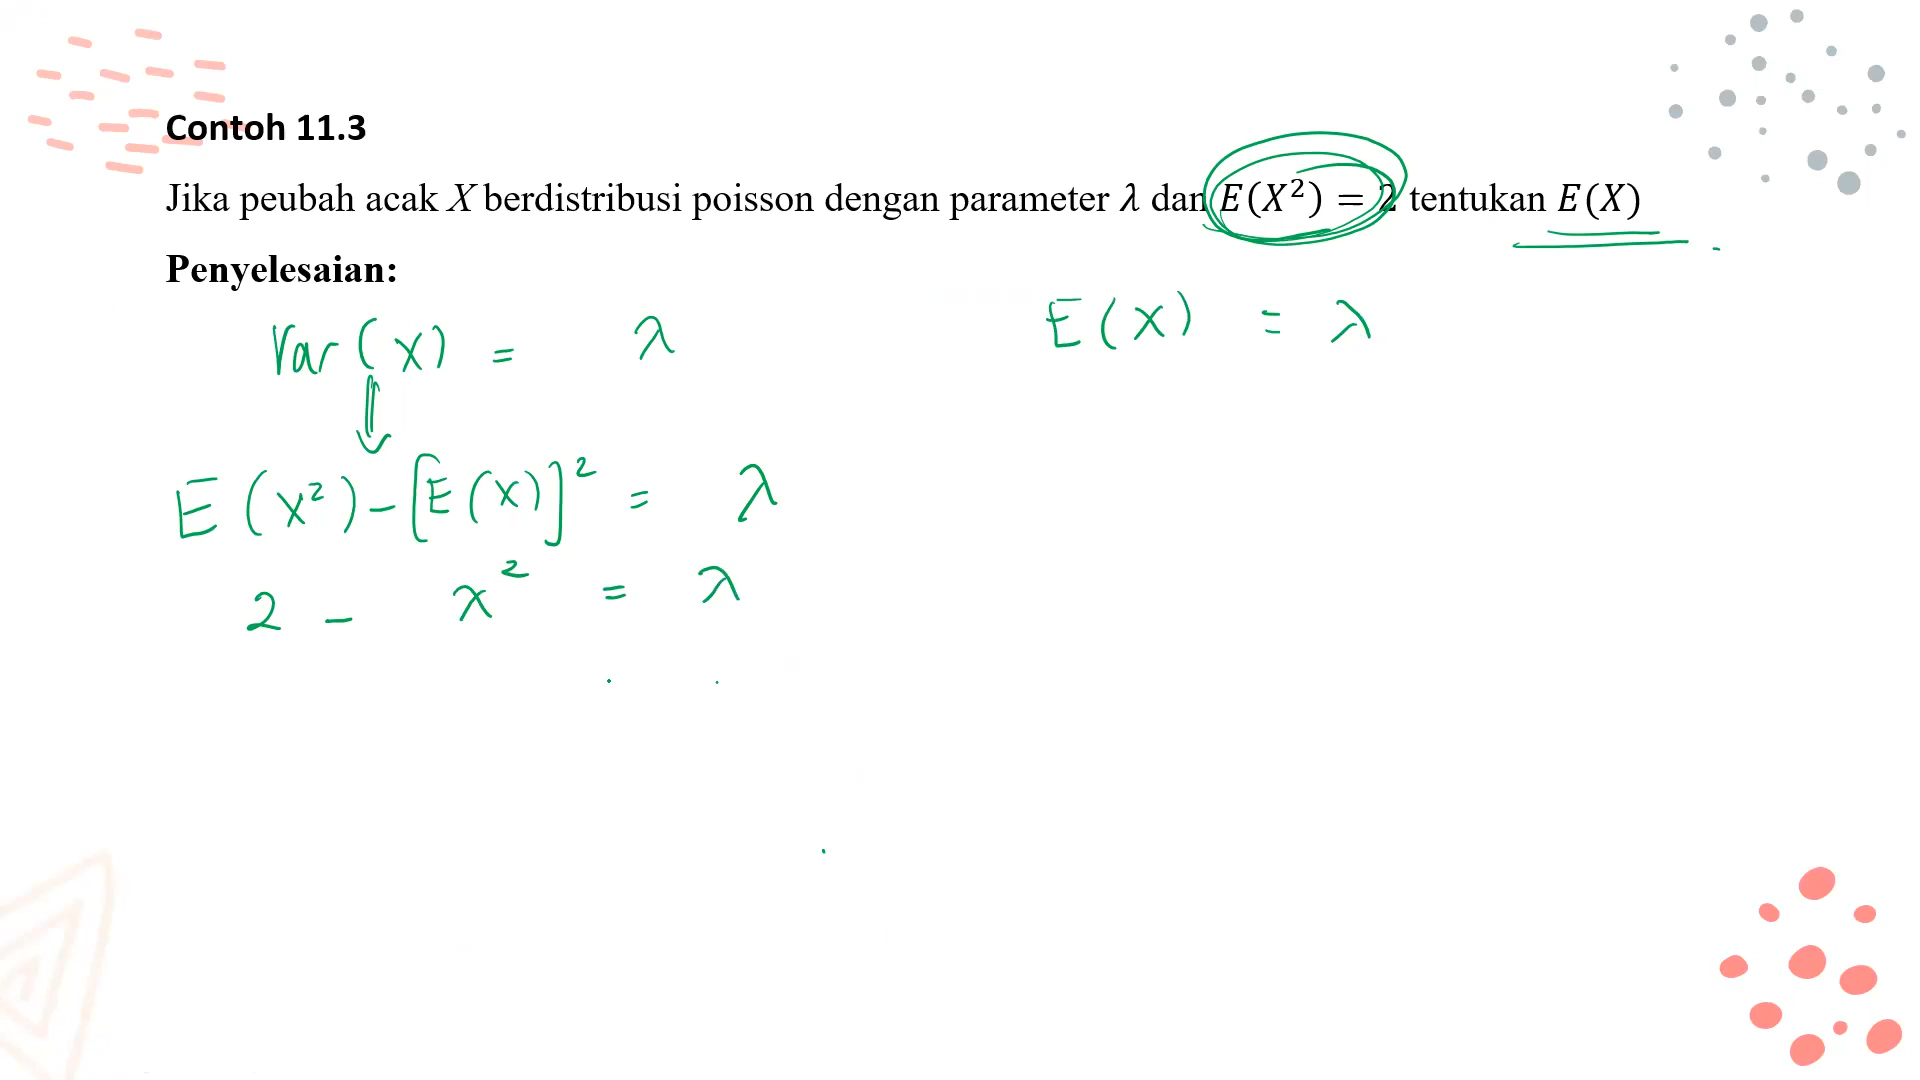 Contoh 11.3
Jika peubah acak X berdistribusi poisson dengan parameter λ dan E(X²) = 2 tentukan E(X)
Penyelesaian:
Var(x) = λ
E(x) = λ
E(x²) - [E(x)]² = λ
2 - λ² = λ